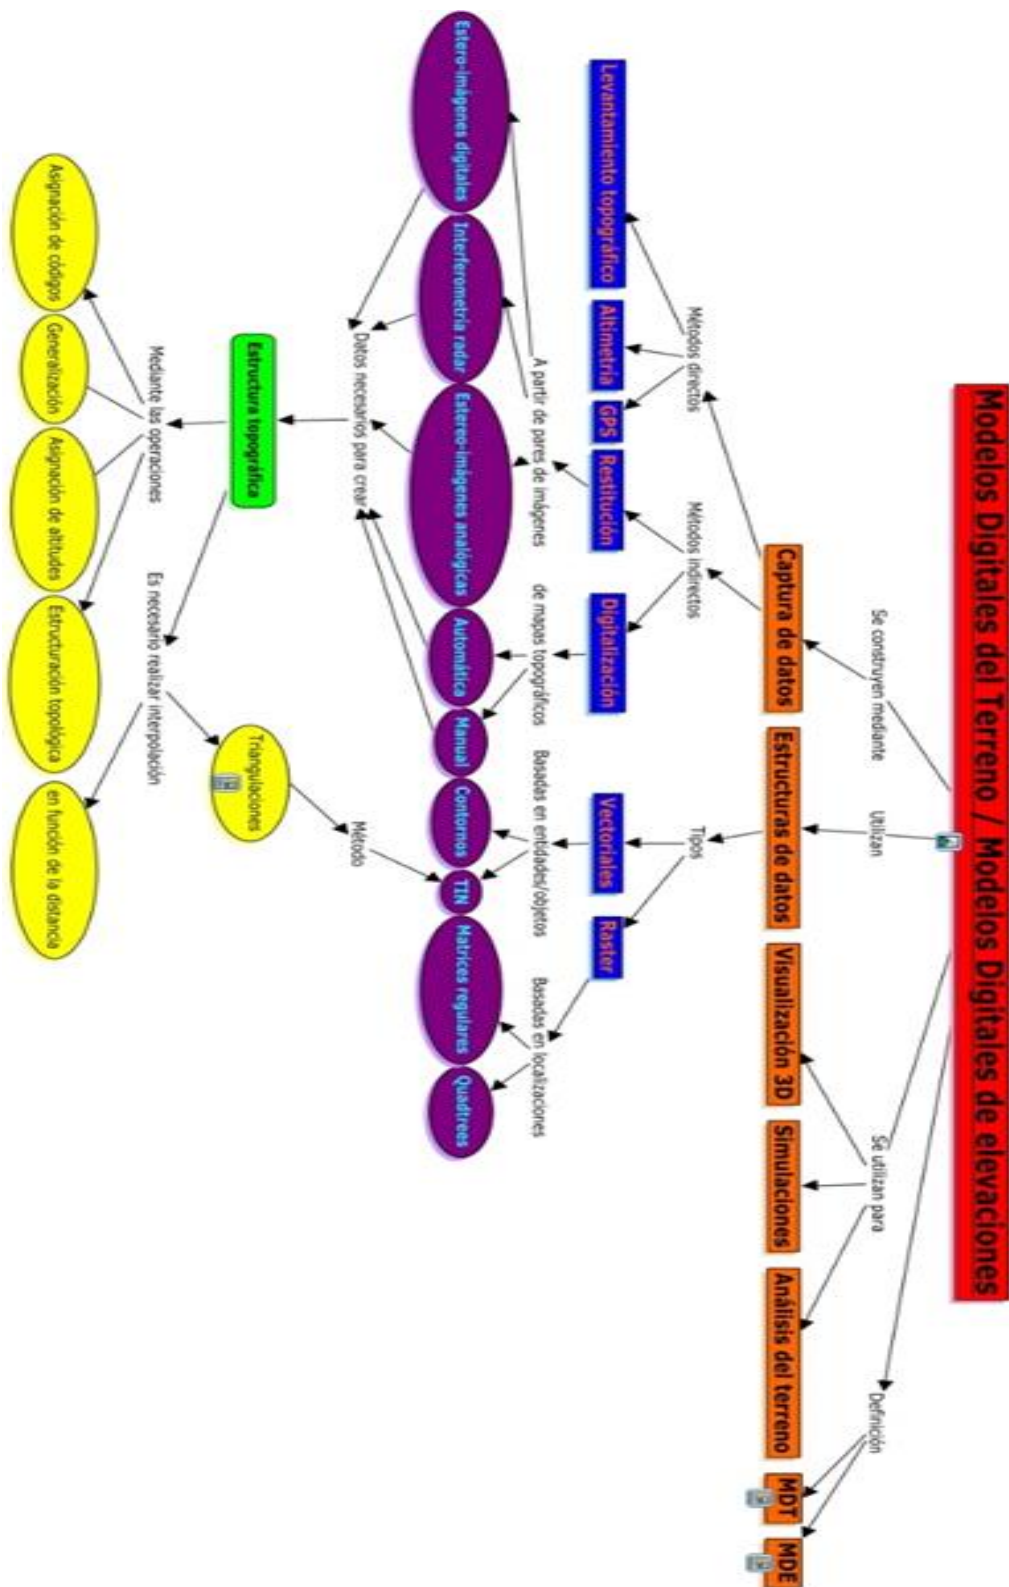 Modelos Digitales del Terreno / Modelos Digitales de elevaciones
Se construyen mediante
Utilizan
Se utilizan para
Definición
Captura de datos
Estructuras de datos
Visualización 3D
Simulaciones
Análisis del terreno
MDT
MDE
Métodos directos
Métodos indirectos
Tipos
Levantamiento topográfico
Altimetría
GPS
Restitución
Digitalización
Vectoriales
Raster
A partir de pares de imágenes
de mapas topográficos
Basadas en entidades/objetos
Basadas en localizaciones
Estero-imágenes digitales
Interferometría radar
Estereo-imágenes analógicas
Automática
Manual
Contornos
TIN
Matrices regulares
Quadtrees
Datos necesarios para crear
Método
Estructura topográfica
Triangulaciones
Mediante las operaciones
Es necesario realizar interpolación
Asignación de códigos
Generalización
Asignación de altitudes
Estructuración topológica
en función de la distancia